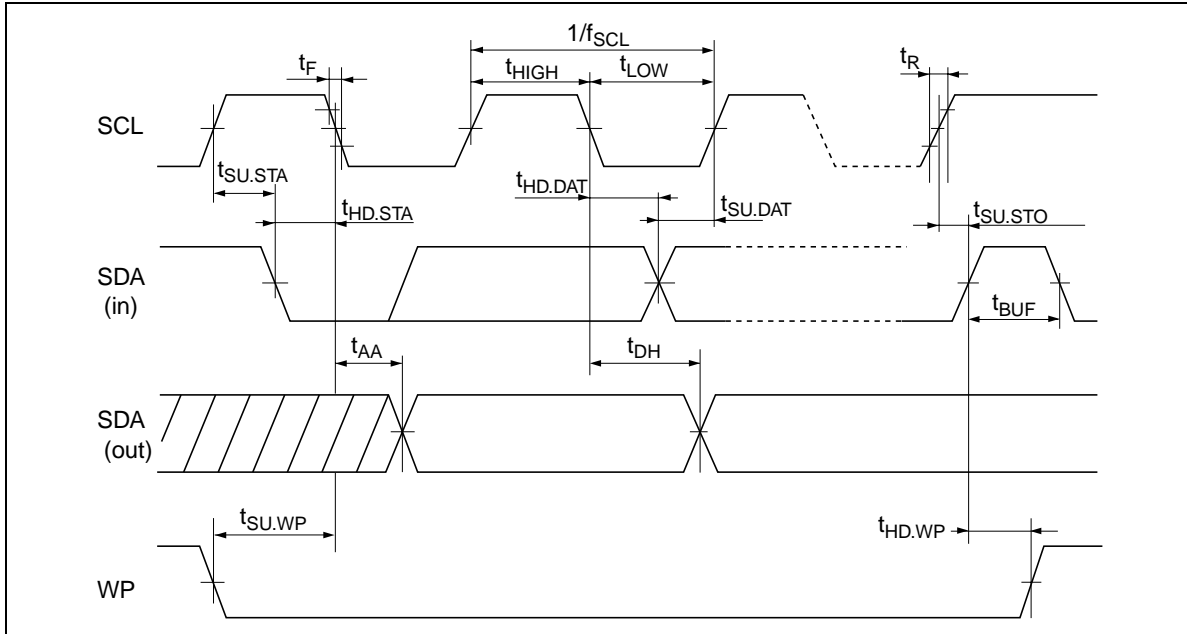 1/fSCL
tF
tHIGH
tLOW
tR
SCL
tSU.STA
tHD.STA
tHD.DAT
tSU.DAT
tSU.STO
SDA
(in)
tBUF
tAA
tDH
SDA
(out)
tSU.WP
tHD.WP
WP